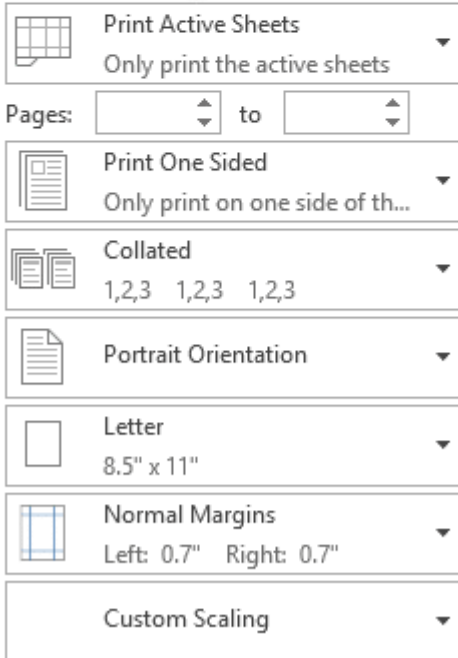 Print Active Sheets
Only print the active sheets
Pages: to
Print One Sided
Only print on one side of th...
Collated
1,2,3 1,2,3 1,2,3
Portrait Orientation
Letter
8.5" x 11"
Normal Margins
Left: 0.7" Right: 0.7"
Custom Scaling